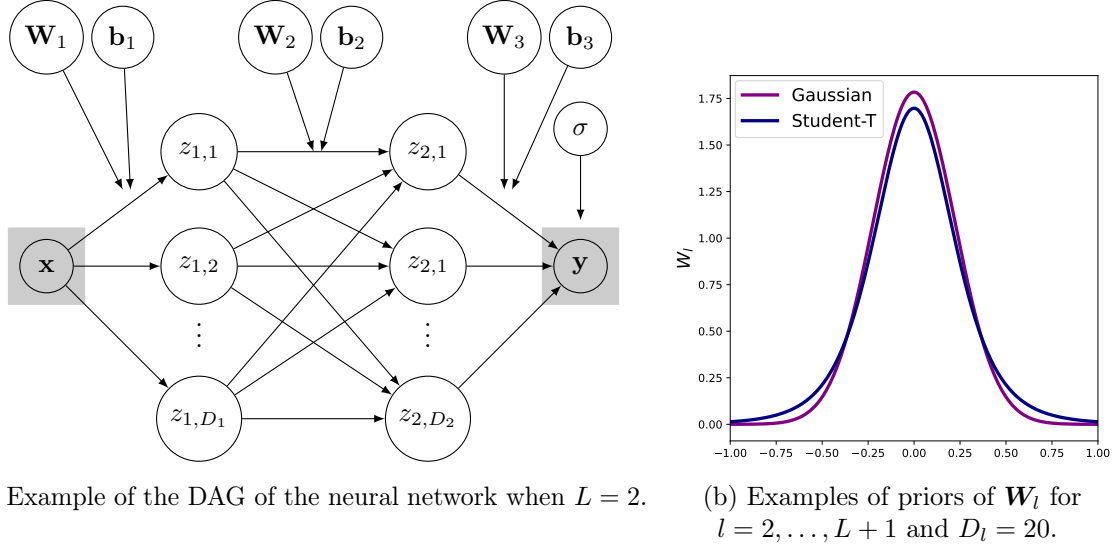 W₁ b₁ W₂ b₂ W₃ b₃
σ
z₁,₁ z₂,₁
x z₁,₂ z₂,₁ y
⋮ ⋮
z₁,D₁ z₂,D₂
Example of the DAG of the neural network when L = 2.
Gaussian
Student-T
W_l
1.75
1.50
1.25
1.00
0.75
0.50
0.25
0.00
−1.00 −0.75 −0.50 −0.25 0.00 0.25 0.50 0.75 1.00
(b) Examples of priors of W_l for
l = 2, . . . , L + 1 and D_l = 20.